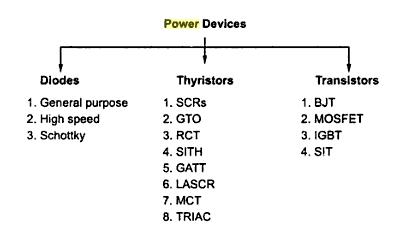 Power Devices
Diodes
1. General purpose
2. High speed
3. Schottky
Thyristors
1. SCRs
2. GTO
3. RCT
4. SITH
5. GATT
6. LASCR
7. MCT
8. TRIAC
Transistors
1. BJT
2. MOSFET
3. IGBT
4. SIT